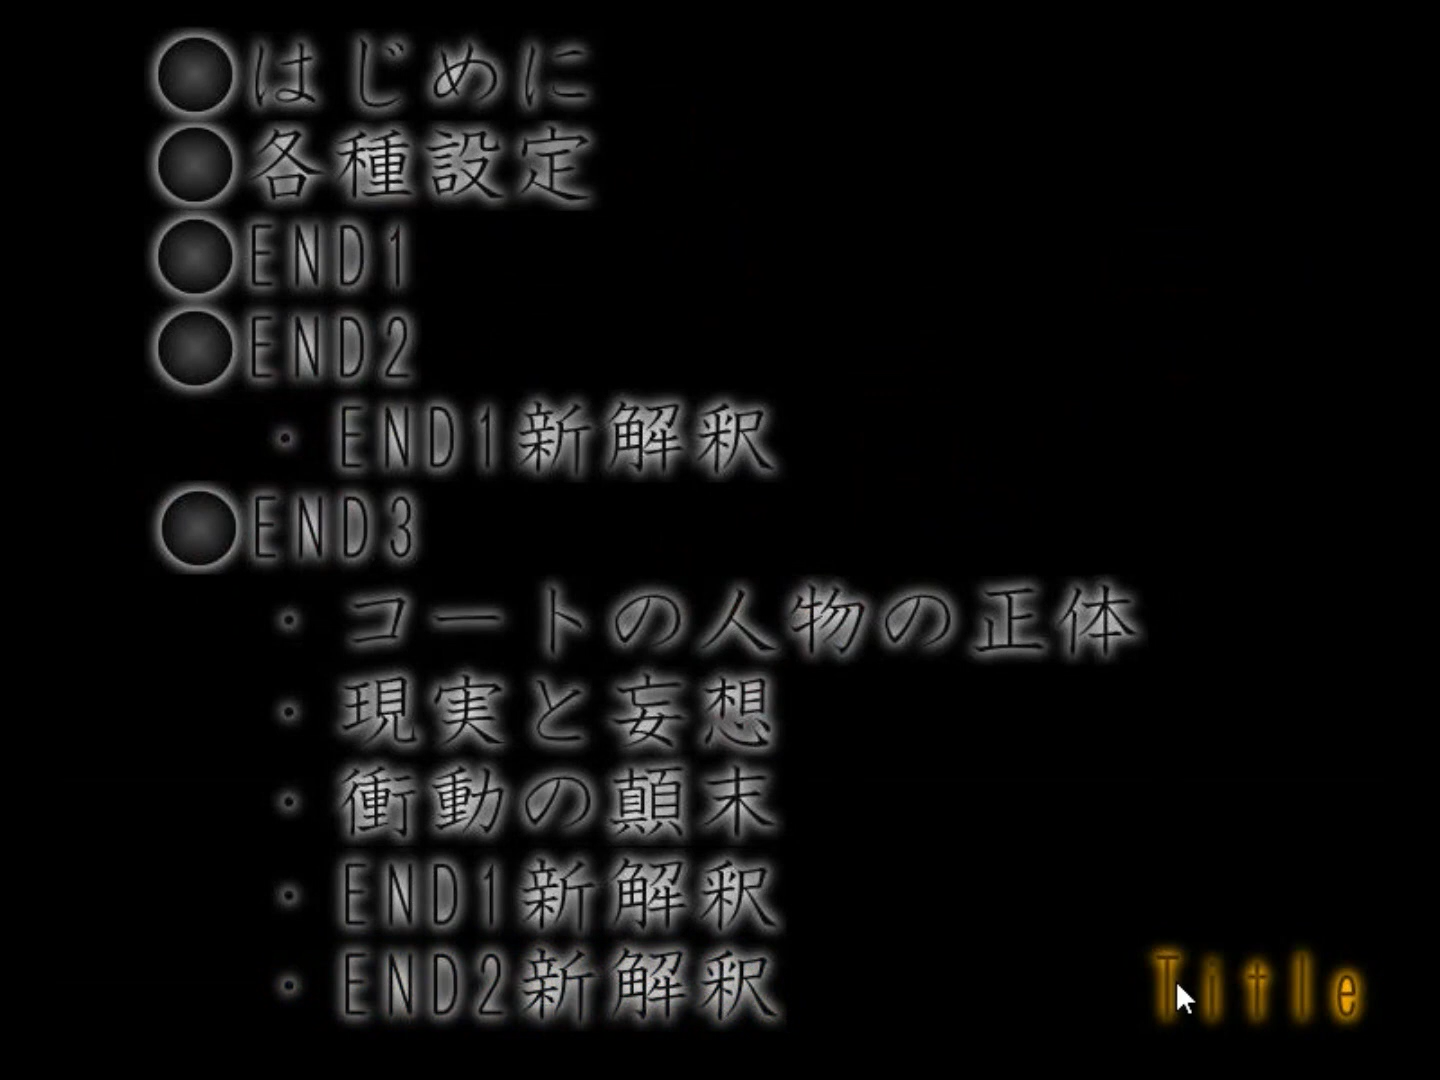 ●はじめに
●各種設定
●END1
●END2
・END1新解釈
●END3
・コートの人物の正体
・現実と妄想
・衝動の顛末
・END1新解釈
・END2新解釈
Title